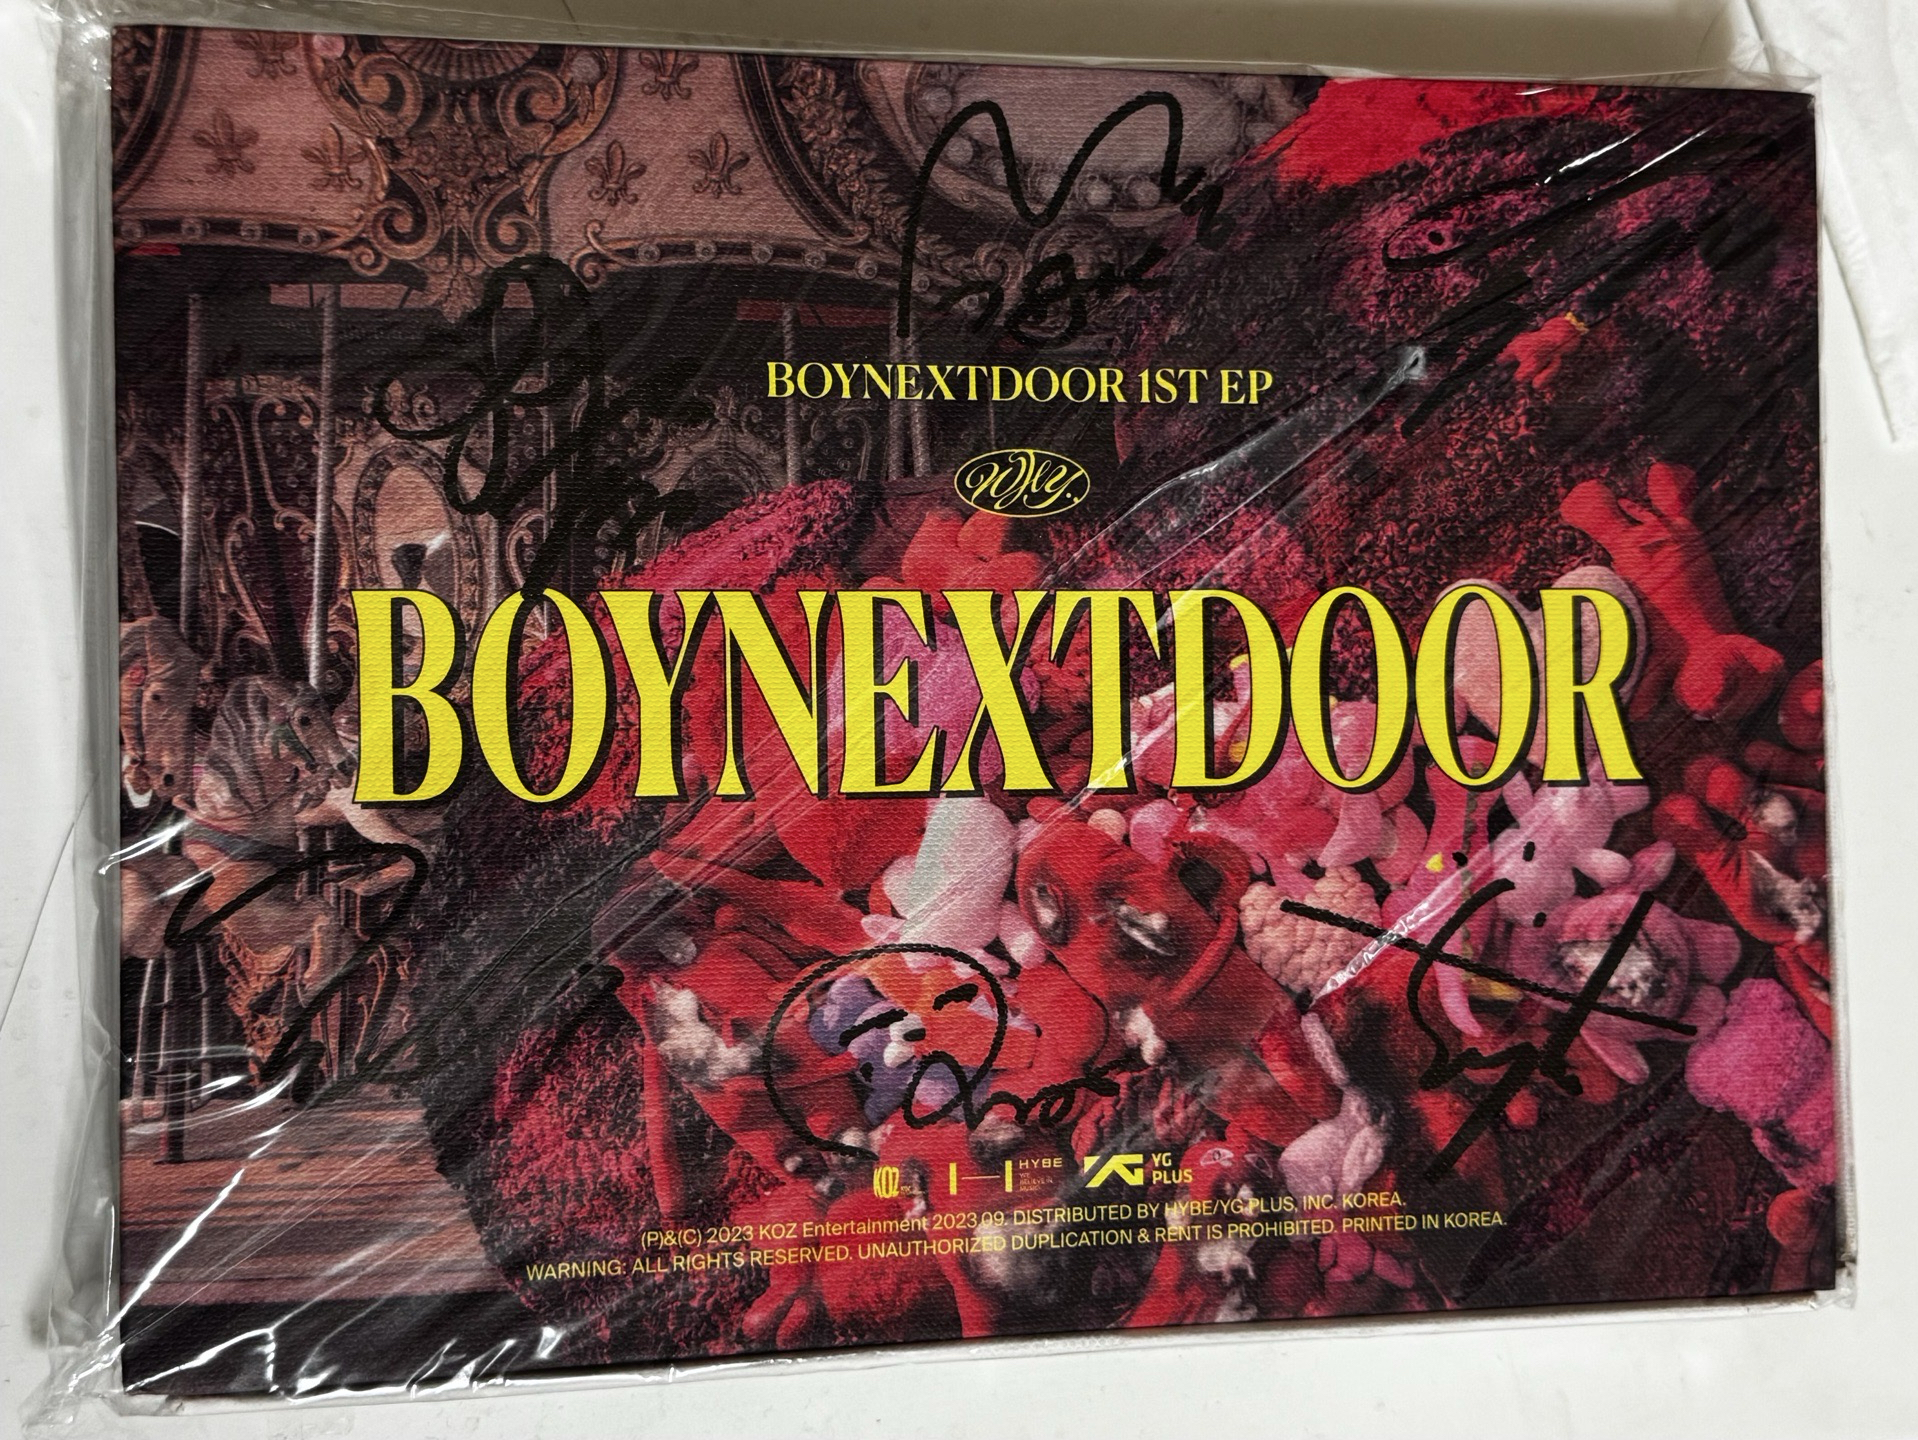 BOYNEXTDOOR 1ST EP
WHY..
BOYNEXTDOOR
KOZ HYBE YG PLUS
(P)&(C) 2023 KOZ Entertainment 2023.09. DISTRIBUTED BY HYBE/YG PLUS, INC. KOREA.
WARNING: ALL RIGHTS RESERVED. UNAUTHORIZED DUPLICATION & RENT IS PROHIBITED. PRINTED IN KOREA.